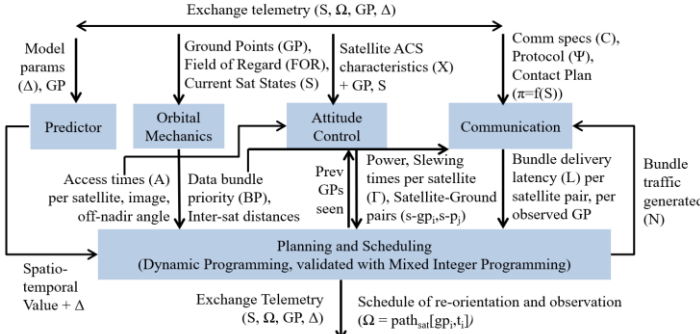 Exchange telemetry (S, Ω, GP, Δ)
Model
params
(Δ), GP
Ground Points (GP),
Field of Regard (FOR),
Current Sat States (S)
Satellite ACS
characteristics (X)
+ GP, S
Comm specs (C),
Protocol (Ψ),
Contact Plan
(π=f(S))
Predictor
Orbital
Mechanics
Attitude
Control
Communication
Access times (A)
per satellite, image,
off-nadir angle
Data bundle
priority (BP),
Inter-sat distances
Prev
GPs
seen
Power, Slewing
times per satellite
(Γ), Satellite-Ground
pairs (s-gpi,s-pj)
Bundle delivery
latency (L) per
satellite pair, per
observed GP
Bundle
traffic
generated
(N)
Planning and Scheduling
(Dynamic Programming, validated with Mixed Integer Programming)
Spatio-
temporal
Value + Δ
Exchange Telemetry
(S, Ω, GP, Δ)
Schedule of re-orientation and observation
(Ω = pathsat[gpi,ti])